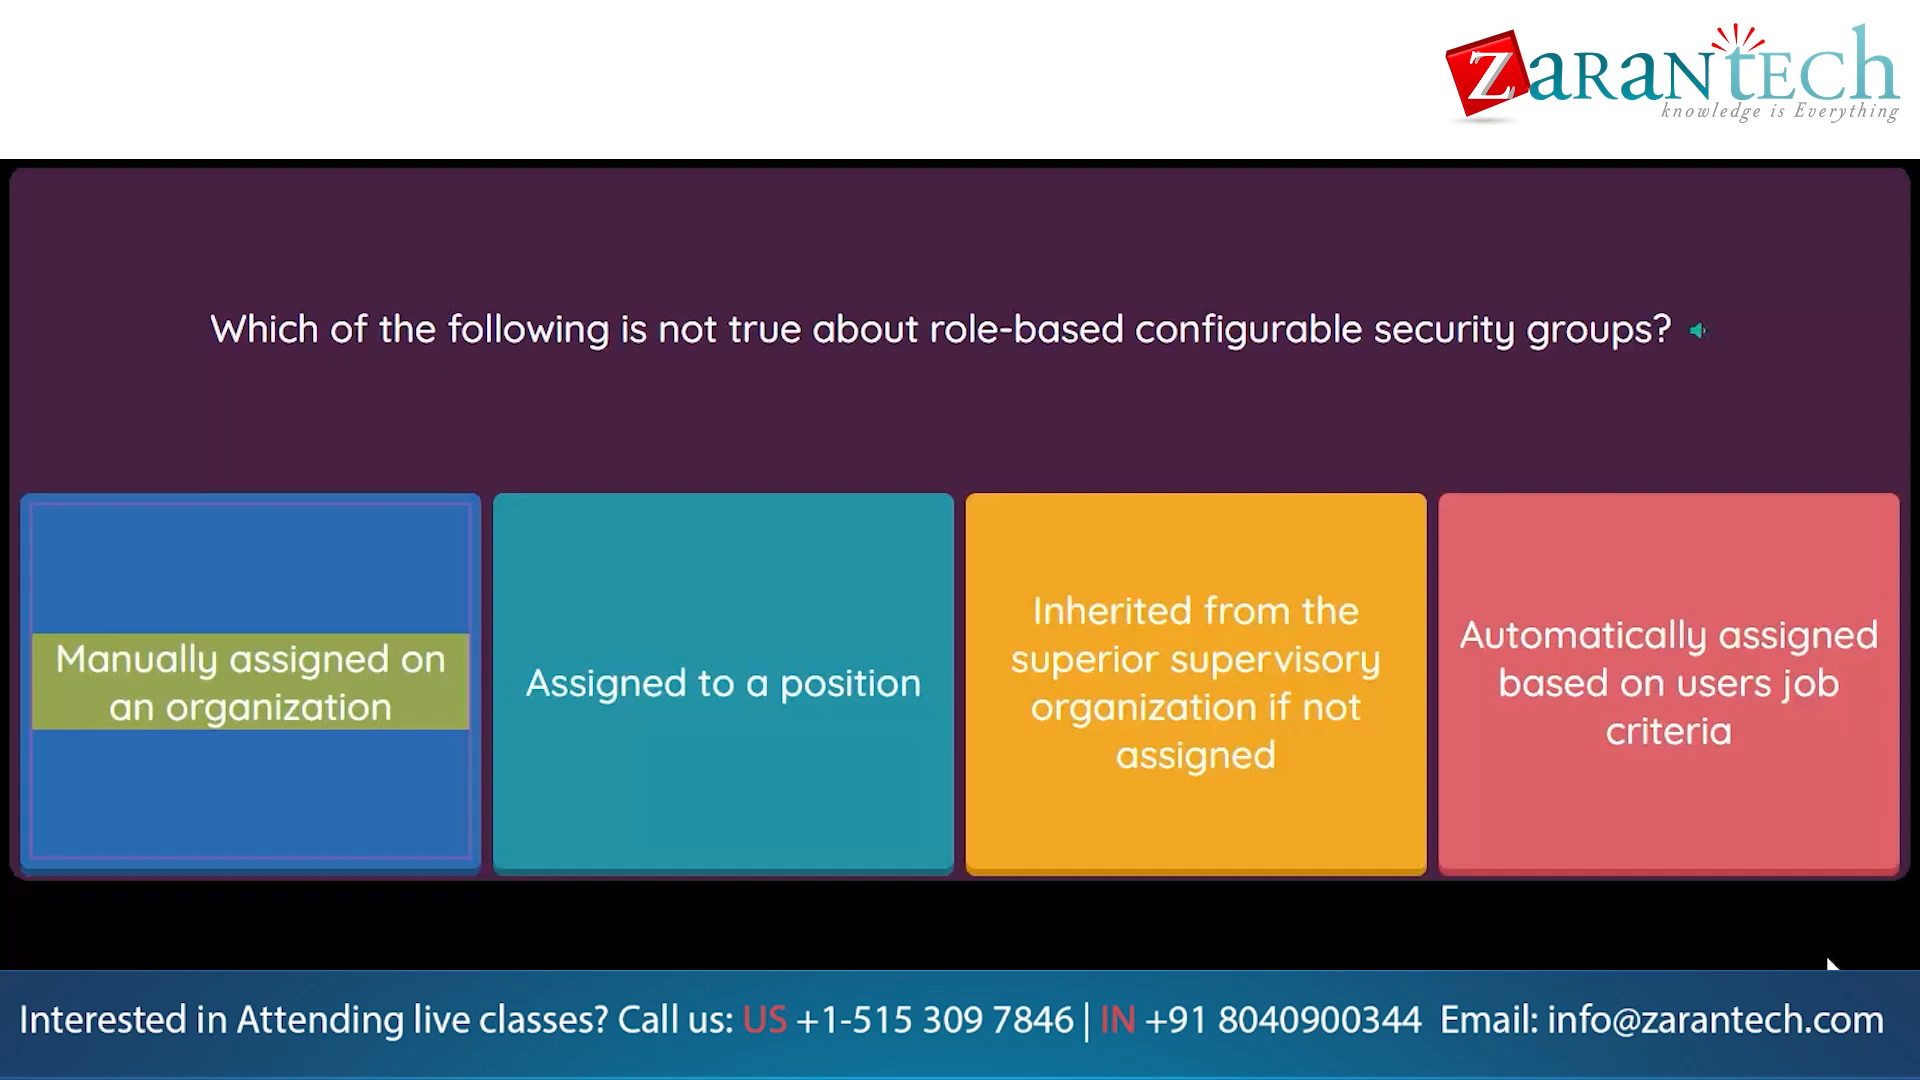 ZaranTech
knowledge is Everything
Which of the following is not true about role-based configurable security groups?
Manually assigned on
an organization
Assigned to a position
Inherited from the
superior supervisory
organization if not
assigned
Automatically assigned
based on users job
criteria
Interested in Attending live classes? Call us: US +1-515 309 7846 | IN +91 8040900344 Email: info@zarantech.com